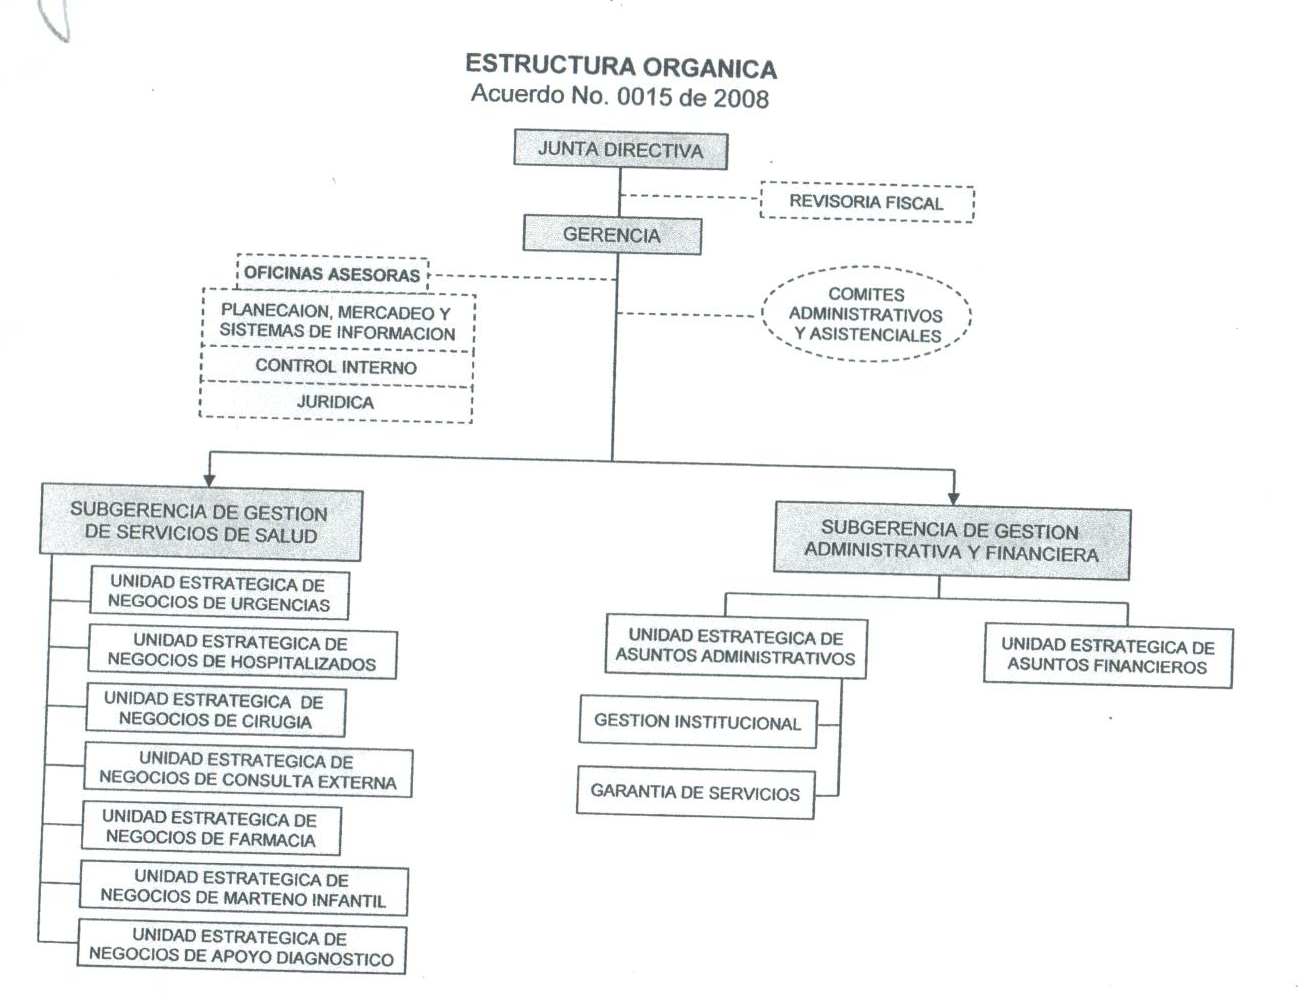 ESTRUCTURA ORGANICA
Acuerdo No. 0015 de 2008
JUNTA DIRECTIVA
REVISORIA FISCAL
GERENCIA
OFICINAS ASESORAS
PLANECAION, MERCADEO Y
SISTEMAS DE INFORMACION
CONTROL INTERNO
JURIDICA
COMITES
ADMINISTRATIVOS
Y ASISTENCIALES
SUBGERENCIA DE GESTION
DE SERVICIOS DE SALUD
UNIDAD ESTRATEGICA DE
NEGOCIOS DE URGENCIAS
UNIDAD ESTRATEGICA DE
NEGOCIOS DE HOSPITALIZADOS
UNIDAD ESTRATEGICA DE
NEGOCIOS DE CIRUGIA
UNIDAD ESTRATEGICA DE
NEGOCIOS DE CONSULTA EXTERNA
UNIDAD ESTRATEGICA DE
NEGOCIOS DE FARMACIA
UNIDAD ESTRATEGICA DE
NEGOCIOS DE MARTENO INFANTIL
UNIDAD ESTRATEGICA DE
NEGOCIOS DE APOYO DIAGNOSTICO
SUBGERENCIA DE GESTION
ADMINISTRATIVA Y FINANCIERA
UNIDAD ESTRATEGICA DE
ASUNTOS ADMINISTRATIVOS
GESTION INSTITUCIONAL
GARANTIA DE SERVICIOS
UNIDAD ESTRATEGICA DE
ASUNTOS FINANCIEROS